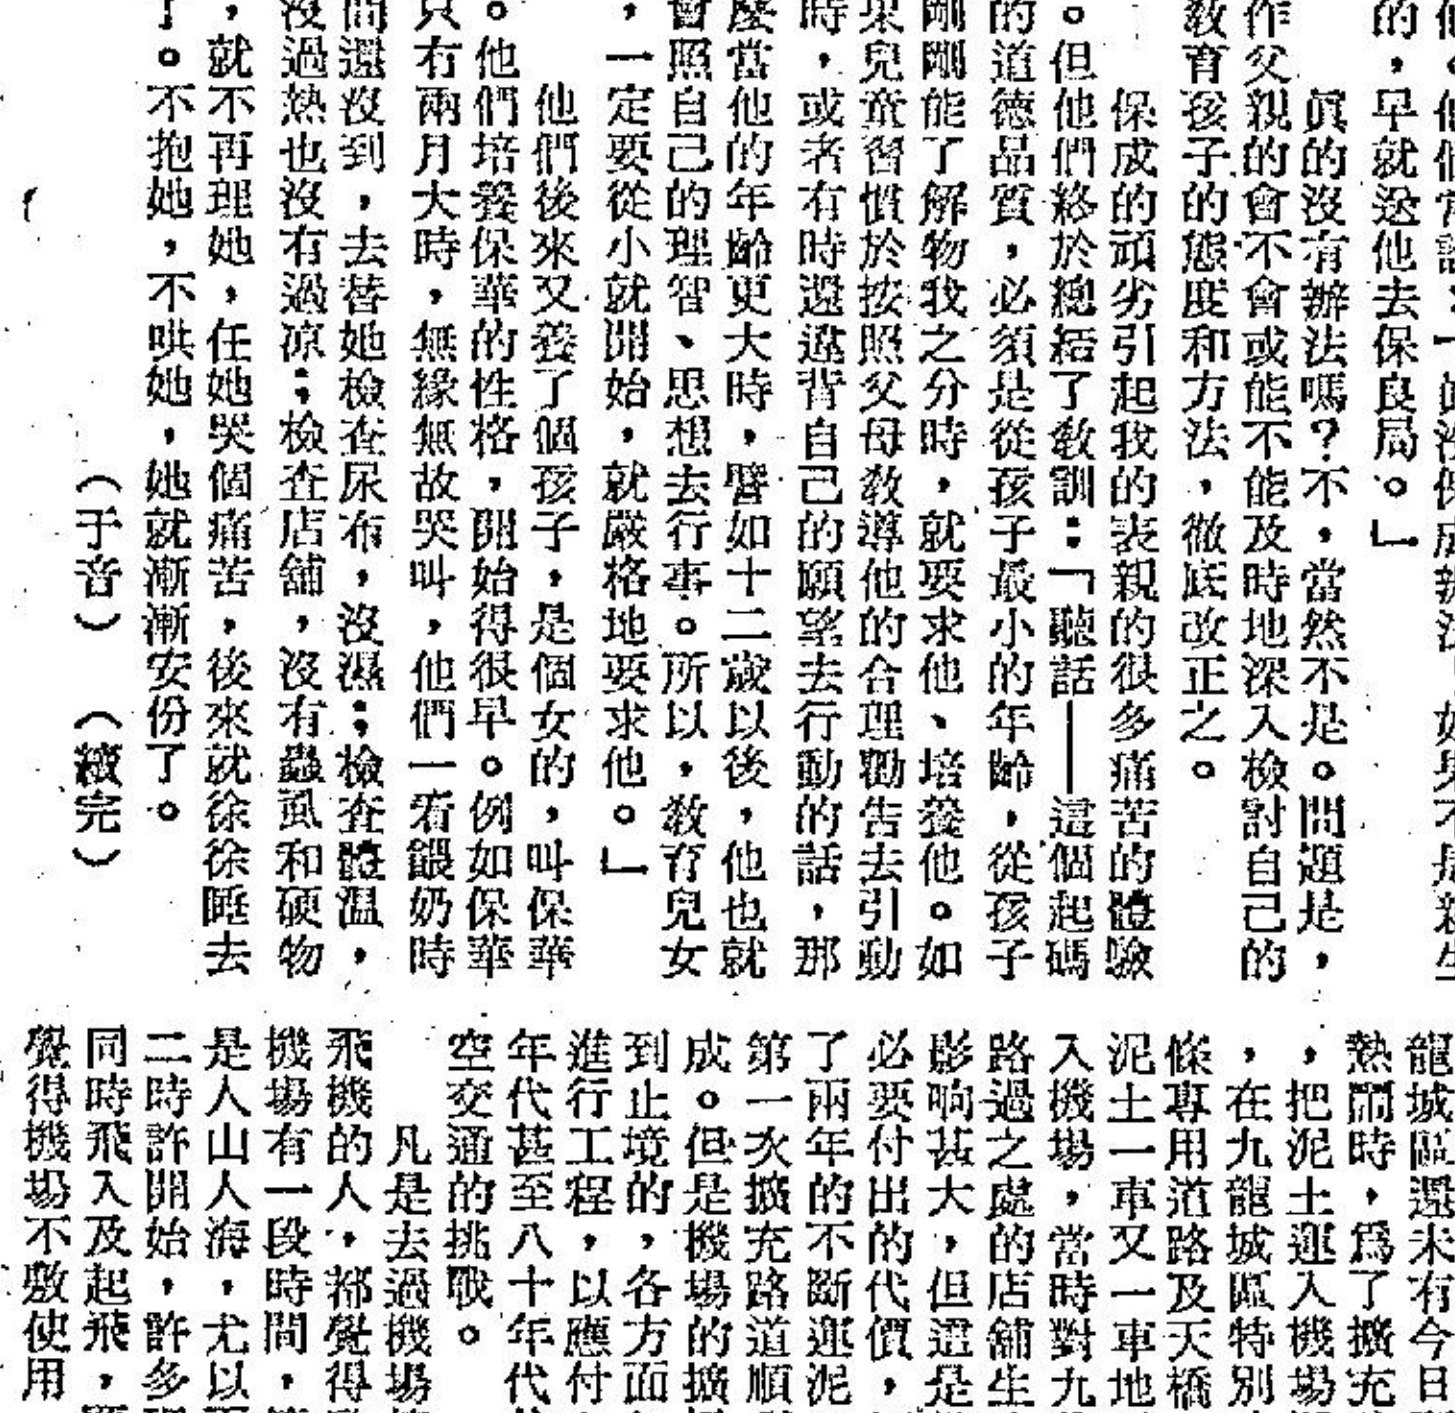 的，早就送他去保良局。」
眞的沒有辦法嗎？不，當然不是。問題是，
作父親的會不會或能不能及時地深入檢討自己的
敎育孩子的態度和方法，徹底改正之。
保成的頑劣引起我的表親的很多痛苦的體驗
。但他們終於總結了敎訓：「聽話——這個起碼
的道德品質，必須是從孩子最小的年齡，從孩子
剛剛能了解物我之分時，就要求他、培養他。如
果兒童習慣於按照父母敎導他的合理勸告去引動
時，或者有時還違背自己的願望去行動的話，那
麼當他的年齡更大時，譬如十二歲以後，他也就
會照自己的理智、思想去行事。所以，敎育兒女
，一定要從小就開始，就嚴格地要求他。」
他們後來又養了個孩子，是個女的，叫保華
。他們培養保華的性格，開始得很早。例如保華
只有兩月大時，無緣無故哭叫，他們一看餵奶時
間還沒到，去替她檢查尿布，沒濕；檢查體溫，
沒過熱也沒有過凉；檢查店舖，沒有蟲虱和硬物
，就不再理她，任她哭個痛苦，後來就徐徐睡去
了。不抱她，不哄她，她就漸漸安份了。
（于音）（續完）
龍城區還未有今日
熱鬧時，爲了擴充
，把泥土運入機場
，在九龍城區特別
條專用道路及天橋
泥土一車又一車地
入機場，當時對九
路過之處的店舖生
影响甚大，但這是
必要付出的代價，
了兩年的不斷運泥
第一次擴充路道順
成。但是機場的擴
到止境的，各方面
進行工程，以應付
年代甚至八十年代
空交通的挑戰。
凡是去過機場
飛機的人，都覺得
機場有一段時間，
是人山人海，尤以
二時許開始，許多
同時飛入及起飛，
覺得機場不敷使用